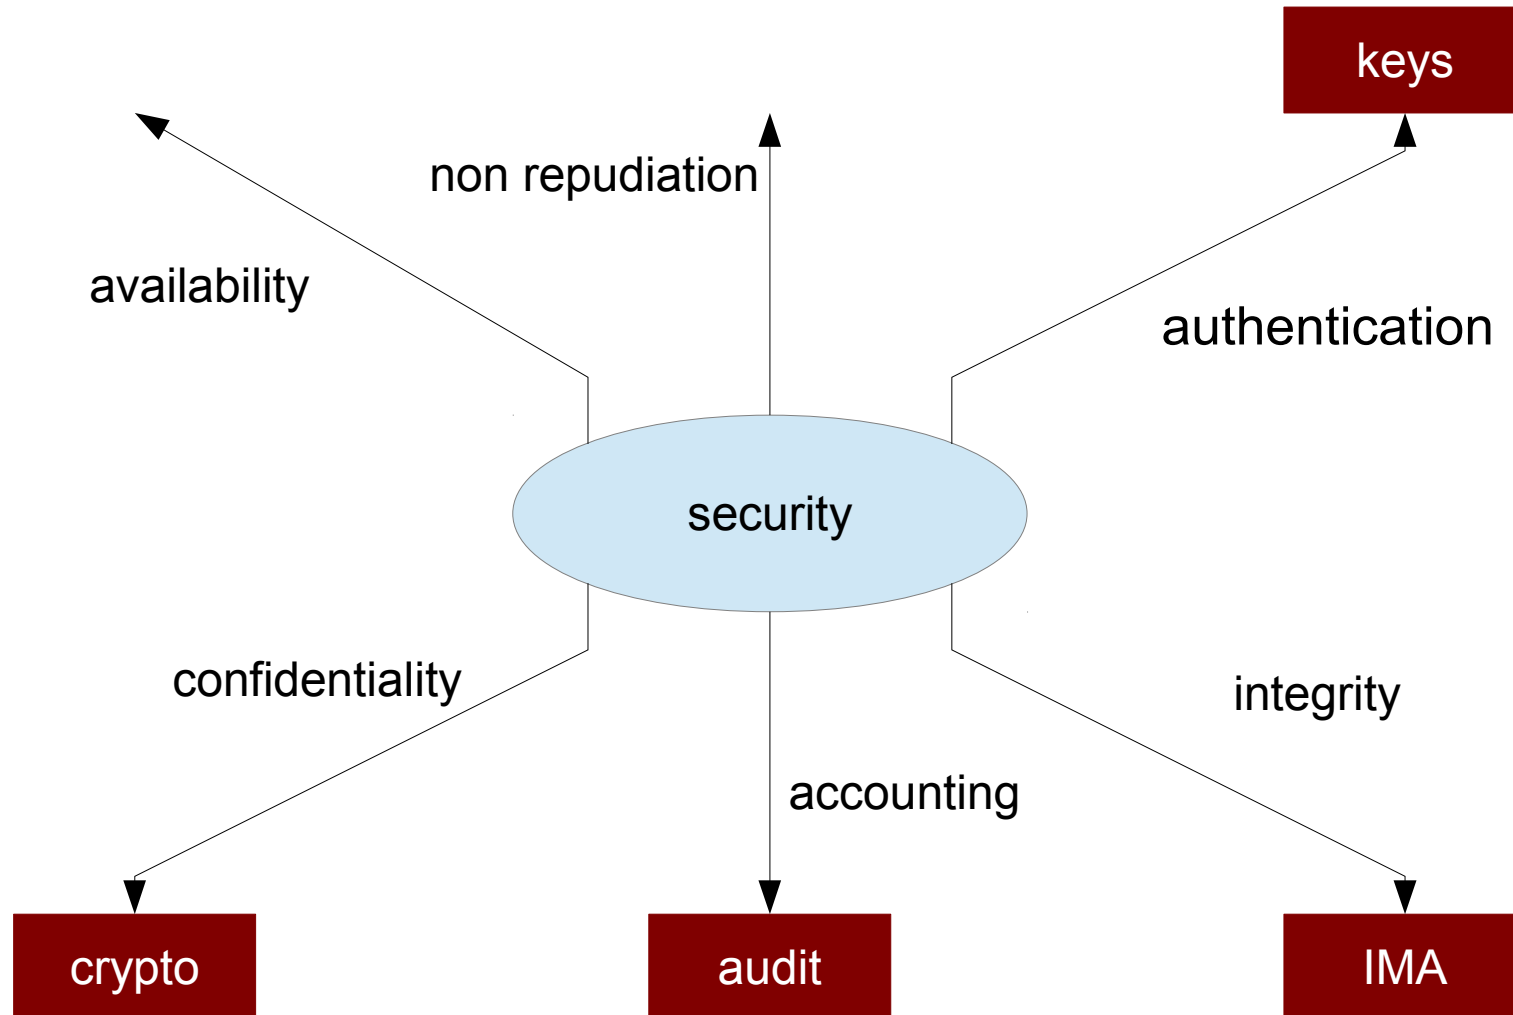 keys
non repudiation
availability
authentication
security
confidentiality
integrity
accounting
crypto
audit
IMA